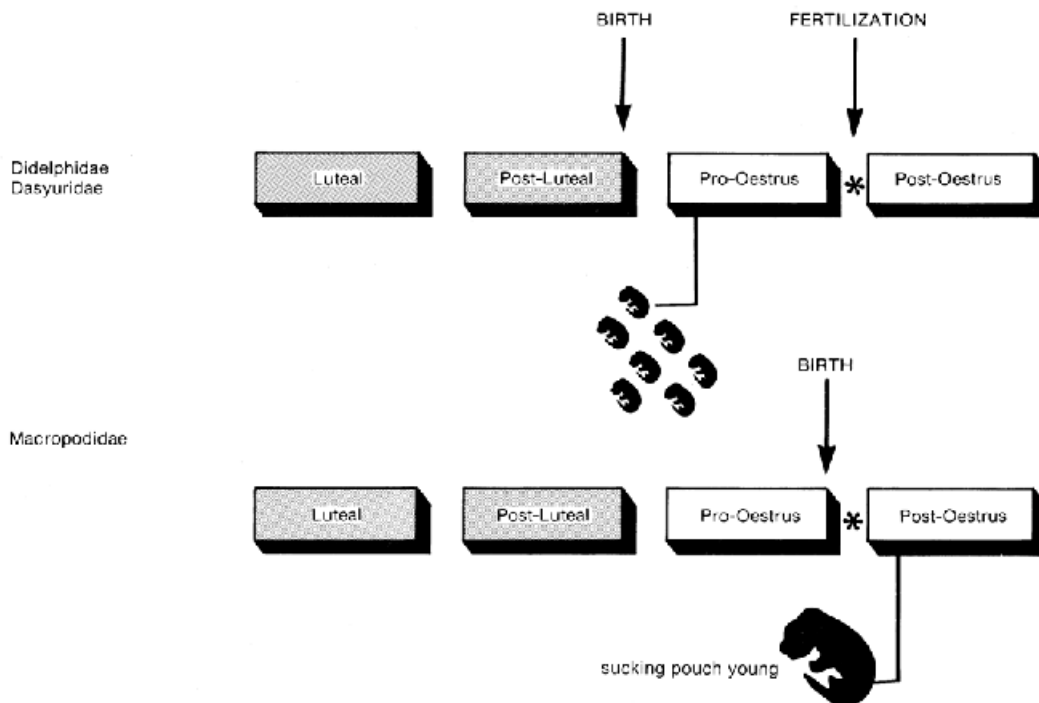 BIRTH FERTILIZATION
Didelphidae
Dasyuridae
Luteal Post-Luteal Pro-Oestrus * Post-Oestrus
BIRTH
Macropodidae
Luteal Post-Luteal Pro-Oestrus * Post-Oestrus
sucking pouch young